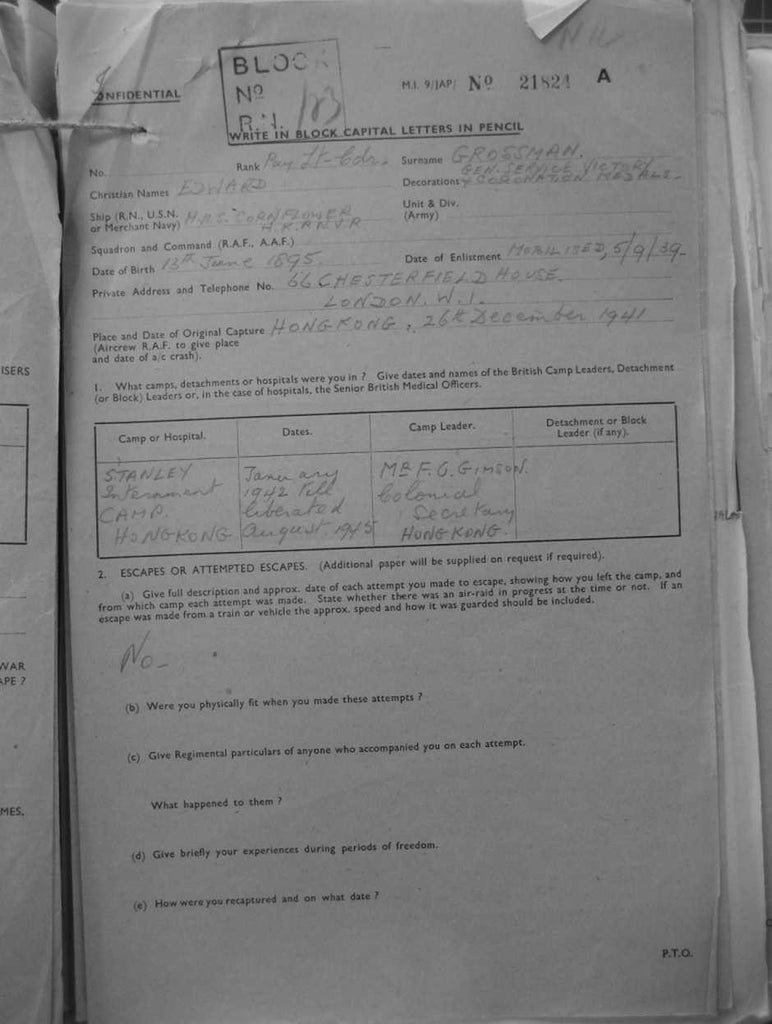 BLOCK
Nº
R.N. 103
CONFIDENTIAL
M.I. 9/JAP/ Nº 21824 A
WRITE IN BLOCK CAPITAL LETTERS IN PENCIL
No. Rank Pay Lt-Cdr. Surname GROSSMAN.
Christian Names EDWARD Decorations GEN. SERVICE VICTORY
+ CORONATION MEDALS.
Ship (R.N., U.S.N. or Merchant Navy) H.M.S. CORNFLOWER
H.K.R.N.V.R
Unit & Div. (Army)
Squadron and Command (R.A.F., A.A.F.)
Date of Birth 13th June 1895. Date of Enlistment MOBILISED, 5/9/39
Private Address and Telephone No. 66 CHESTERFIELD HOUSE.
LONDON. W.1.
Place and Date of Original Capture HONGKONG, 26th December 1941
(Aircrew R.A.F. to give place
and date of a/c crash).
1. What camps, detachments or hospitals were you in ? Give dates and names of the British Camp Leaders, Detachment
(or Block) Leaders or, in the case of hospitals, the Senior British Medical Officers.
Camp or Hospital. Dates. Camp Leader. Detachment or Block
Leader (if any).
STANLEY January MR F.G. GIMSON.
Internment 1942 till Colonial
CAMP. liberated Secretary
HONGKONG August 1945 HONGKONG.
2. ESCAPES OR ATTEMPTED ESCAPES. (Additional paper will be supplied on request if required).
(a) Give full description and approx. date of each attempt you made to escape, showing how you left the camp, and
from which camp each attempt was made. State whether there was an air-raid in progress at the time or not. If an
escape was made from a train or vehicle the approx. speed and how it was guarded should be included.
No
(b) Were you physically fit when you made these attempts ?
(c) Give Regimental particulars of anyone who accompanied you on each attempt.
What happened to them ?
(d) Give briefly your experiences during periods of freedom.
(e) How were you recaptured and on what date ?
P.T.O.
ISERS
WAR
APE ?
MES,